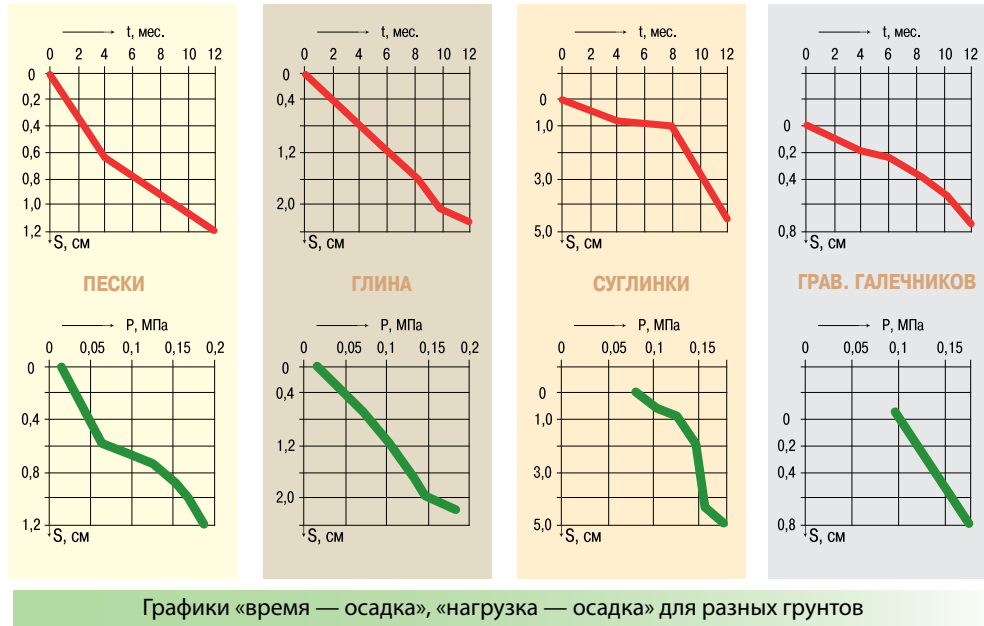 t, мес.
0 2 4 6 8 10 12
0
0,2
0,4
0,6
0,8
1,0
1,2
S, см
t, мес.
0 2 4 6 8 10 12
0
0,4
1,2
2,0
S, см
t, мес.
0 2 4 6 8 10 12
0
1,0
3,0
5,0
S, см
t, мес.
0 2 4 6 8 10 12
0
0,2
0,4
0,8
S, см
ПЕСКИ
ГЛИНА
СУГЛИНКИ
ГРАВ. ГАЛЕЧНИКОВ
P, МПа
0 0,05 0,1 0,15 0,2
0
0,4
0,8
1,2
S, см
P, МПа
0 0,05 0,1 0,15 0,2
0
0,4
1,2
2,0
S, см
P, МПа
0 0,05 0,1 0,15
0
1,0
3,0
5,0
S, см
P, МПа
0 0,05 0,1 0,15
0
0,2
0,4
0,8
S, см
Графики «время — осадка», «нагрузка — осадка» для разных грунтов